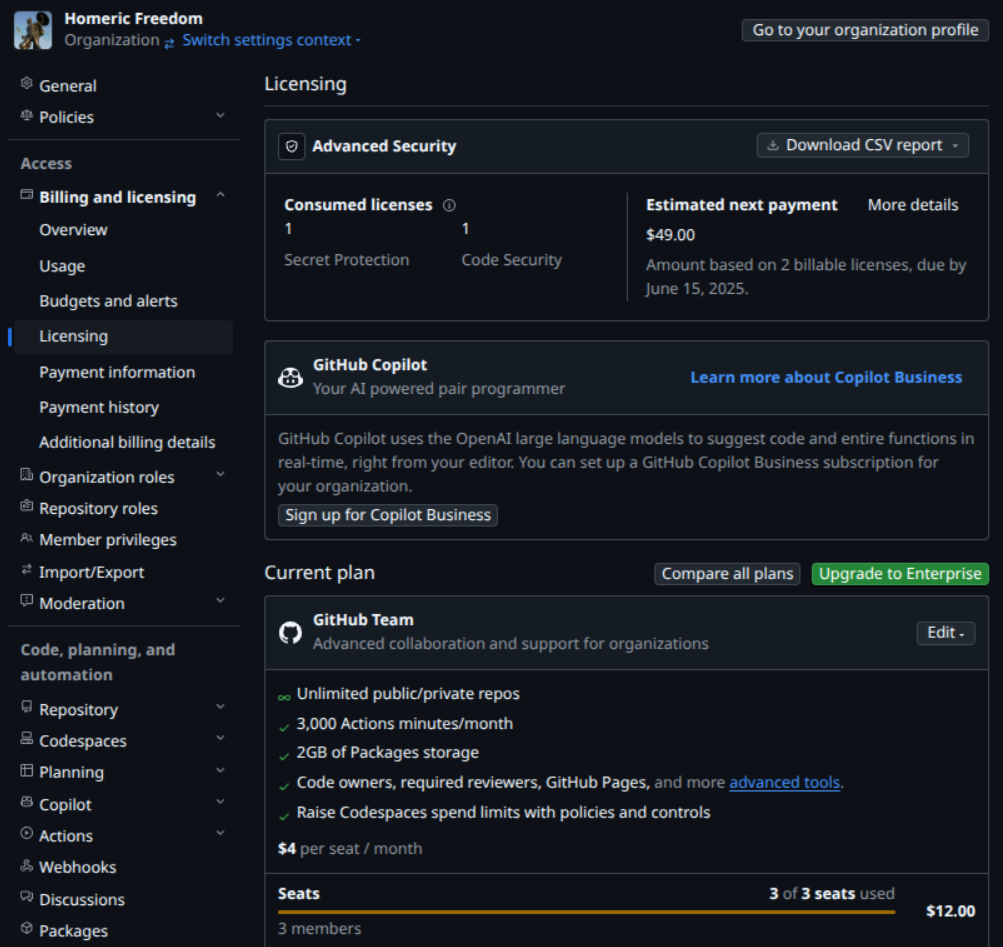 Homeric Freedom
Organization Switch settings context
Go to your organization profile
General
Policies
Access
Billing and licensing
Overview
Usage
Budgets and alerts
Licensing
Payment information
Payment history
Additional billing details
Organization roles
Repository roles
Member privileges
Import/Export
Moderation
Code, planning, and
automation
Repository
Codespaces
Planning
Copilot
Actions
Webhooks
Discussions
Packages
Licensing
Advanced Security
Download CSV report
Consumed licenses
1
Secret Protection
1
Code Security
Estimated next payment
More details
$49.00
Amount based on 2 billable licenses, due by
June 15, 2025.
GitHub Copilot
Your AI powered pair programmer
Learn more about Copilot Business
GitHub Copilot uses the OpenAI large language models to suggest code and entire functions in
real-time, right from your editor. You can set up a GitHub Copilot Business subscription for
your organization.
Sign up for Copilot Business
Current plan
Compare all plans
Upgrade to Enterprise
GitHub Team
Advanced collaboration and support for organizations
Edit
Unlimited public/private repos
3,000 Actions minutes/month
2GB of Packages storage
Code owners, required reviewers, GitHub Pages, and more advanced tools.
Raise Codespaces spend limits with policies and controls
$4 per seat / month
Seats
3 of 3 seats used
$12.00
3 members